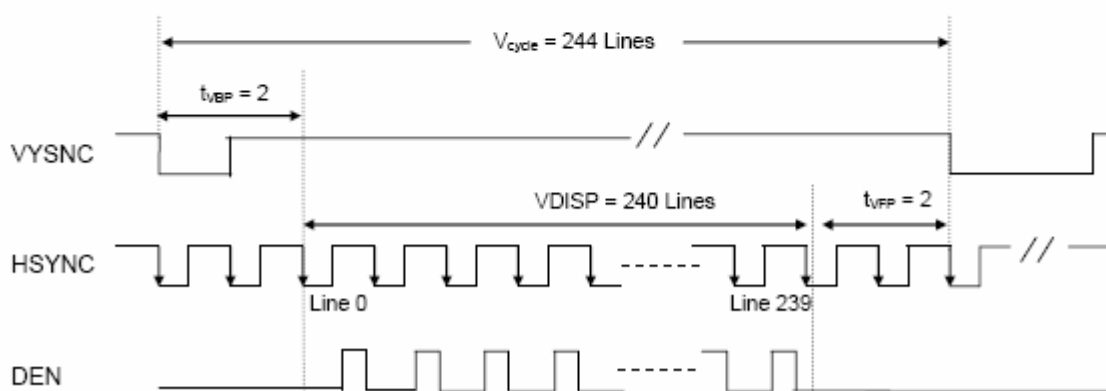 Vcycle = 244 Lines
tVBP = 2
VYSNC
VDISP = 240 Lines
tVFP = 2
HSYNC
Line 0
Line 239
DEN